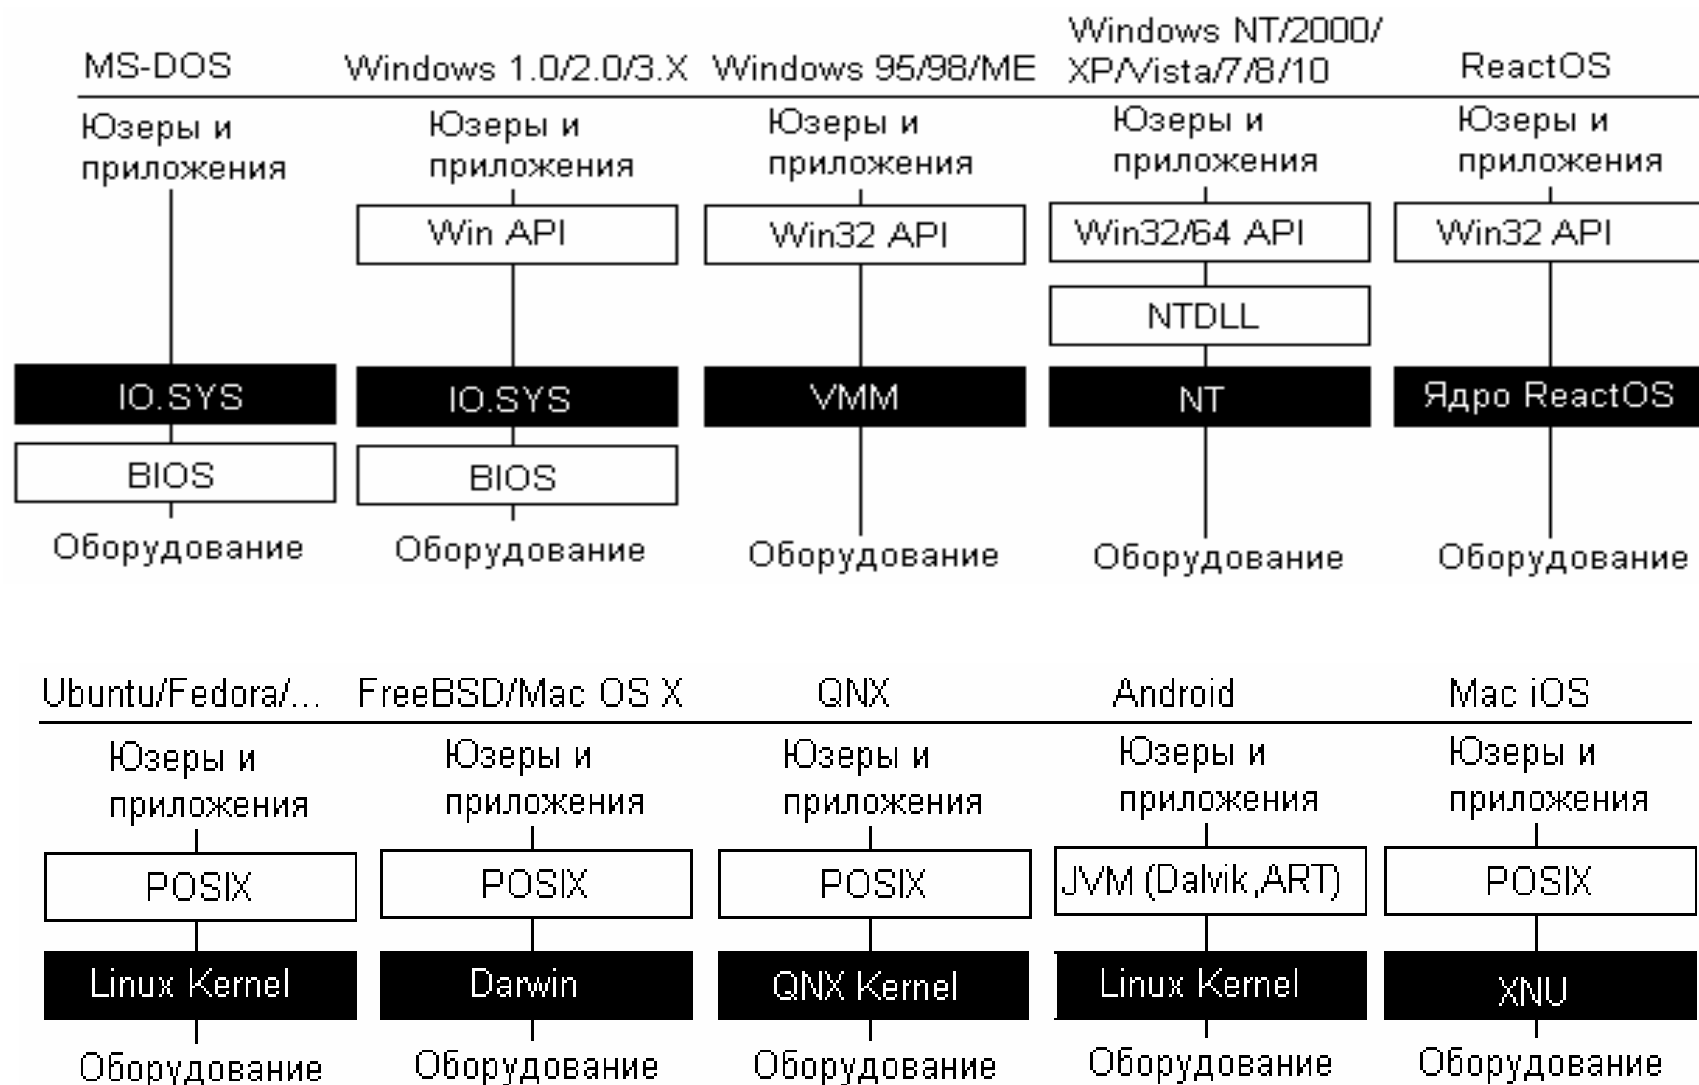 MS-DOS
Windows 1.0/2.0/3.X
Windows 95/98/ME
Windows NT/2000/
XP/Vista/7/8/10
ReactOS
Юзеры и
приложения
Юзеры и
приложения
Юзеры и
приложения
Юзеры и
приложения
Юзеры и
приложения
Win API
Win32 API
Win32/64 API
Win32 API
NTDLL
IO.SYS
IO.SYS
VMM
NT
Ядро ReactOS
BIOS
BIOS
Оборудование
Оборудование
Оборудование
Оборудование
Оборудование
Ubuntu/Fedora/...
FreeBSD/Mac OS X
QNX
Android
Mac iOS
Юзеры и
приложения
Юзеры и
приложения
Юзеры и
приложения
Юзеры и
приложения
Юзеры и
приложения
POSIX
POSIX
POSIX
JVM (Dalvik,ART)
POSIX
Linux Kernel
Darwin
QNX Kernel
Linux Kernel
XNU
Оборудование
Оборудование
Оборудование
Оборудование
Оборудование